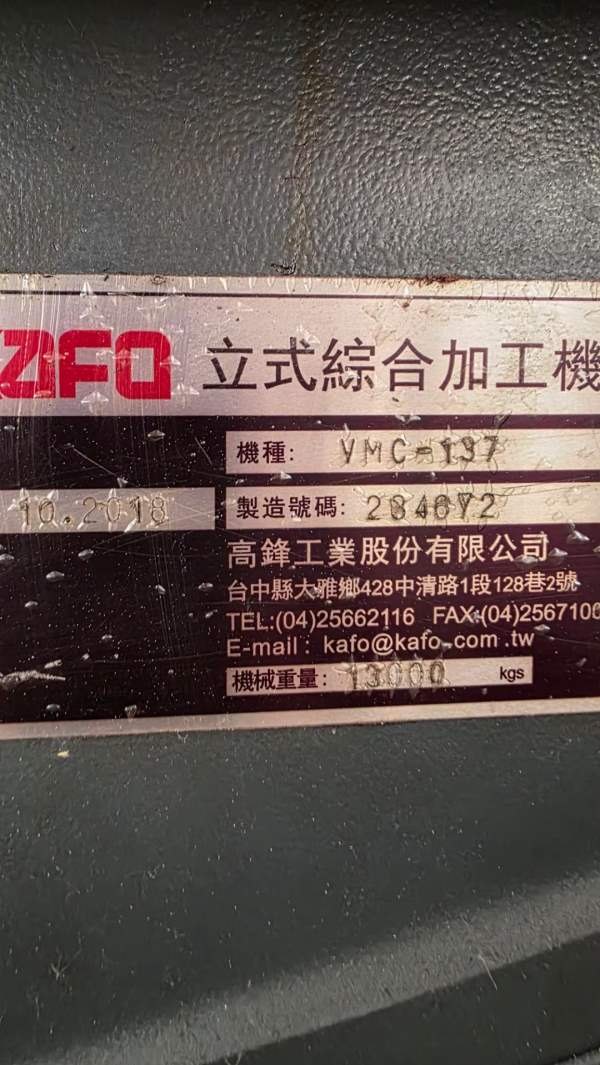 KAFO 立式綜合加工機
機種: VMC-137
10.2018 製造號碼: 284672
高鋒工業股份有限公司
台中縣大雅鄉428中清路1段128巷2號
TEL:(04)25662116 FAX:(04)2567100
E-mail: kafo@kafo.com.tw
機械重量: 13000 kgs